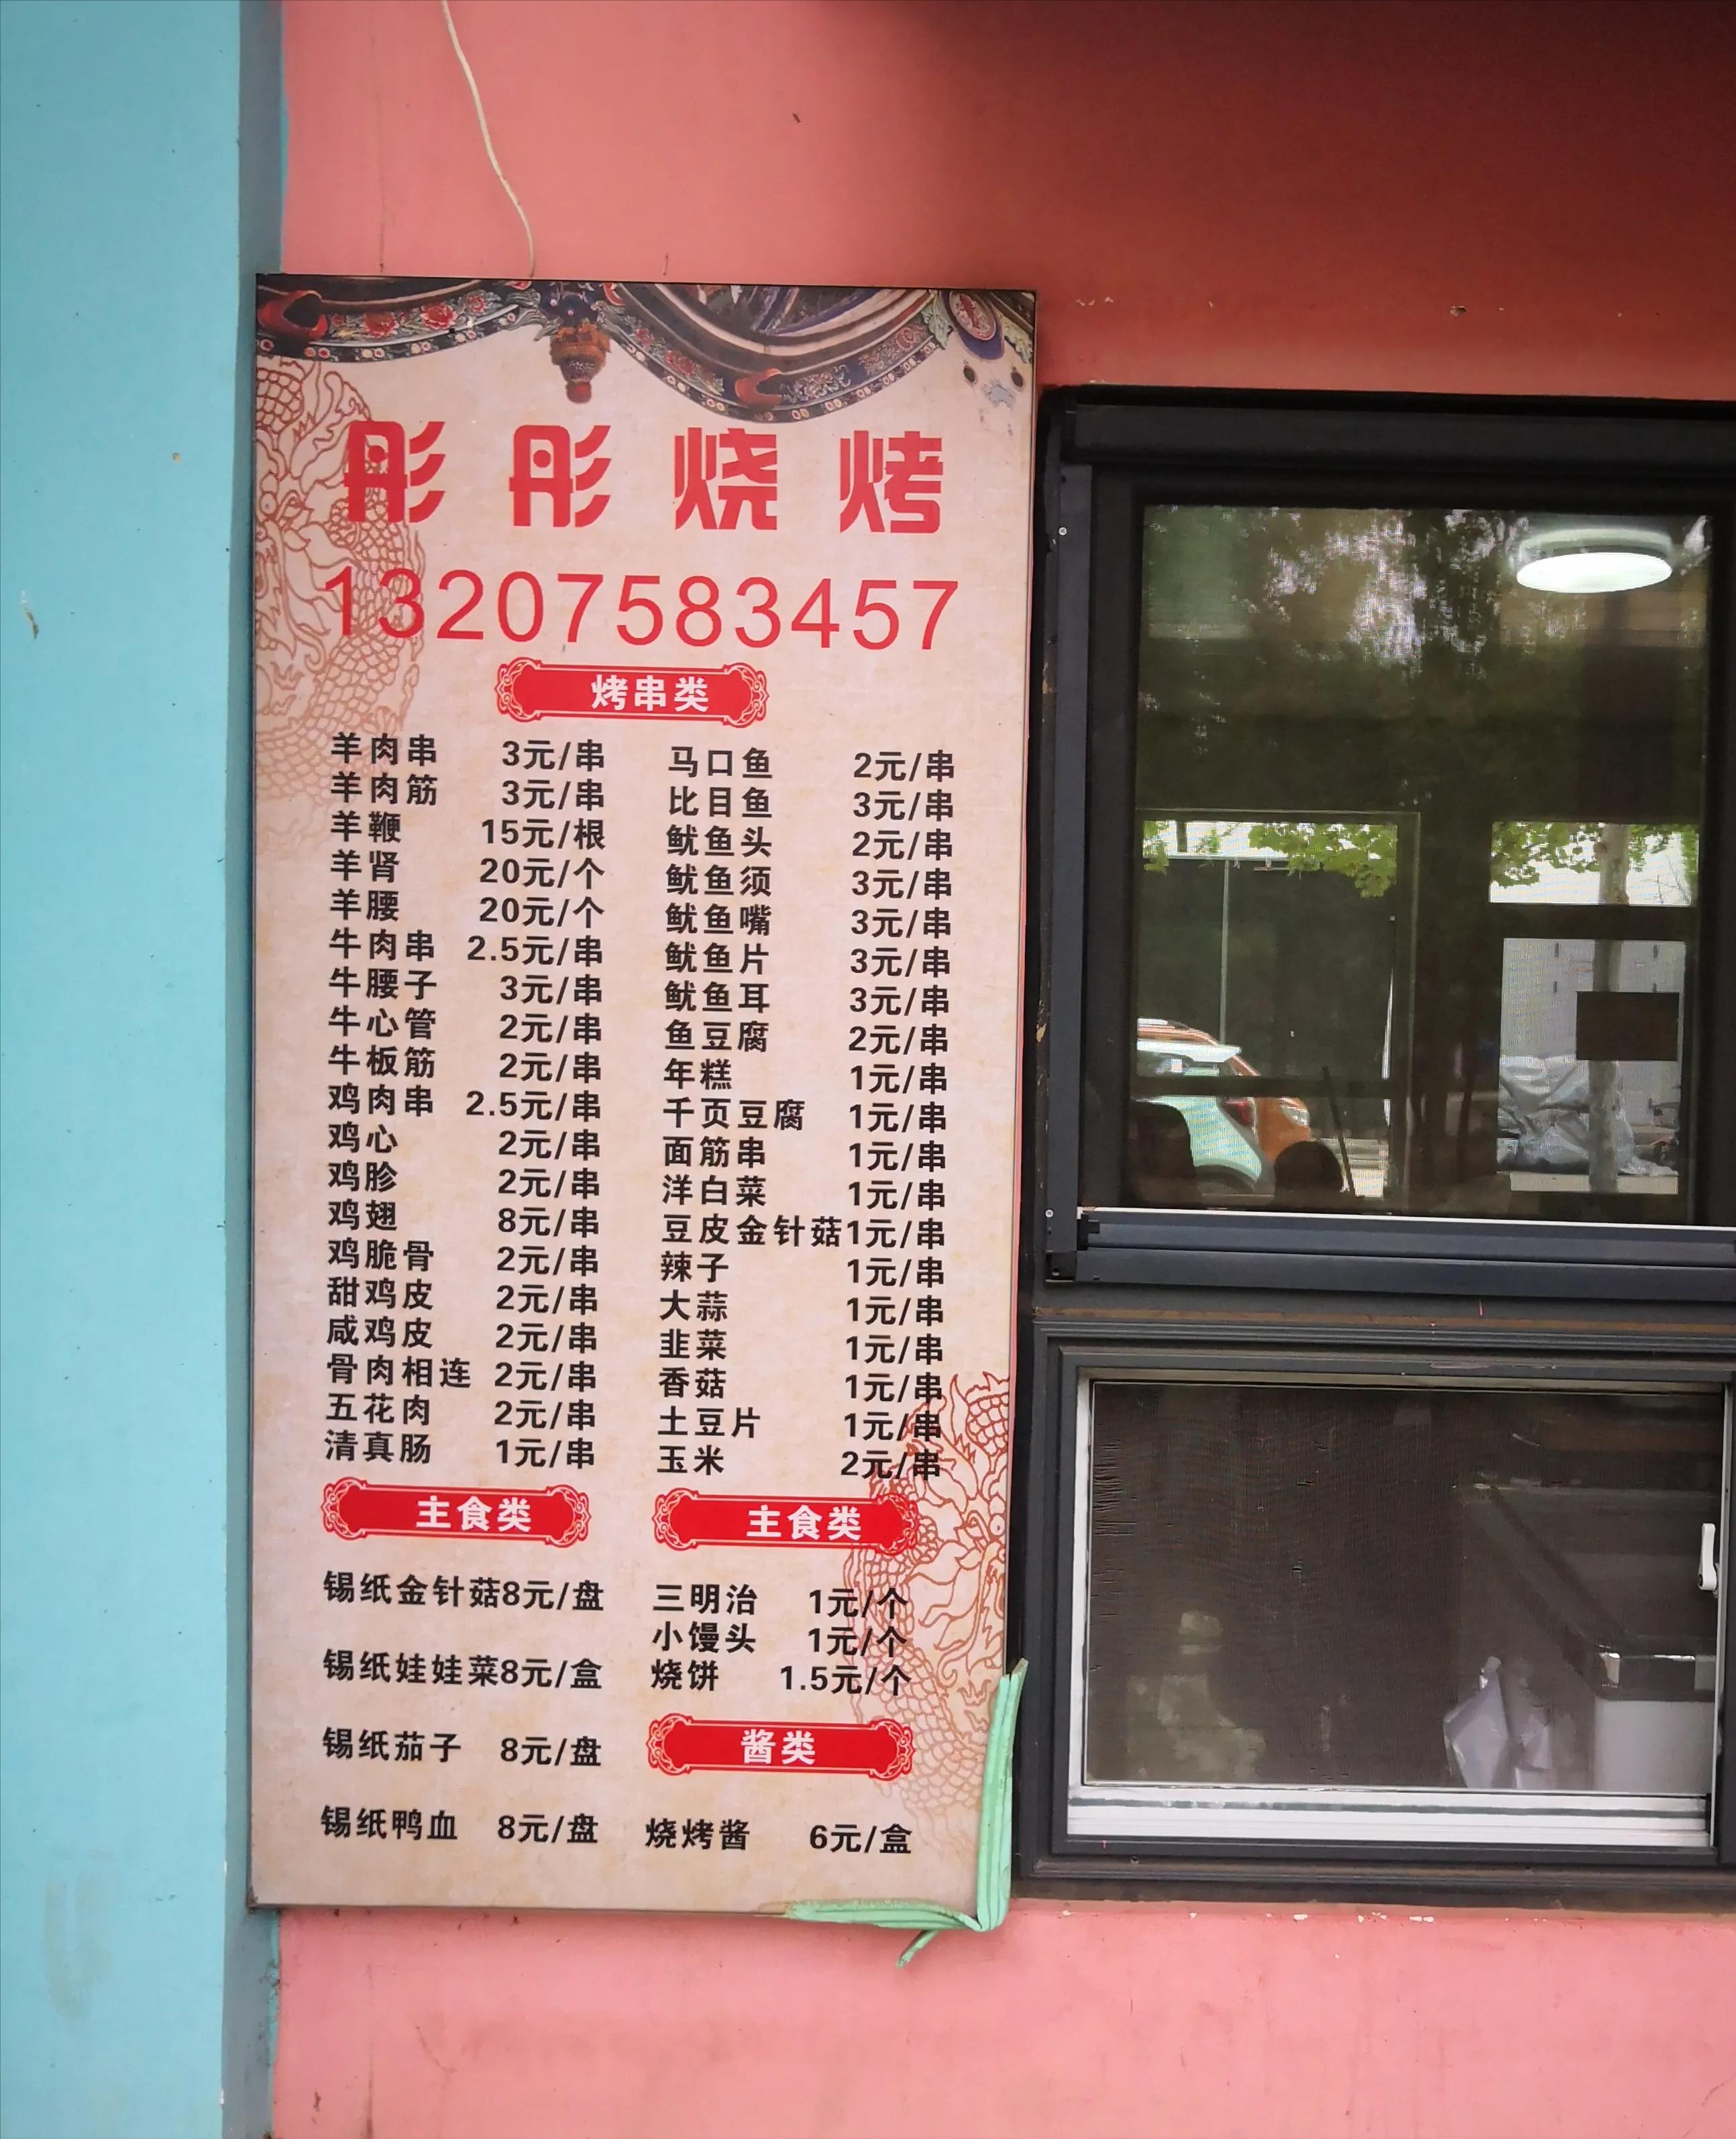 彤彤烧烤
13207583457
烤串类
羊肉串 3元/串
羊肉筋 3元/串
羊鞭 15元/根
羊肾 20元/个
羊腰 20元/个
牛肉串 2.5元/串
牛腰子 3元/串
牛心管 2元/串
牛板筋 2元/串
鸡肉串 2.5元/串
鸡心 2元/串
鸡胗 2元/串
鸡翅 8元/串
鸡脆骨 2元/串
甜鸡皮 2元/串
咸鸡皮 2元/串
骨肉相连 2元/串
五花肉 2元/串
清真肠 1元/串
马口鱼 2元/串
比目鱼 3元/串
鱿鱼头 2元/串
鱿鱼须 3元/串
鱿鱼嘴 3元/串
鱿鱼片 3元/串
鱿鱼耳 3元/串
鱼豆腐 2元/串
年糕 1元/串
千页豆腐 1元/串
面筋串 1元/串
洋白菜 1元/串
豆皮金针菇1元/串
辣子 1元/串
大蒜 1元/串
韭菜 1元/串
香菇 1元/串
土豆片 1元/串
玉米 2元/串
主食类
锡纸金针菇8元/盘
锡纸娃娃菜8元/盒
锡纸茄子 8元/盘
锡纸鸭血 8元/盘
主食类
三明治 1元/个
小馒头 1元/个
烧饼 1.5元/个
酱类
烧烤酱 6元/盒